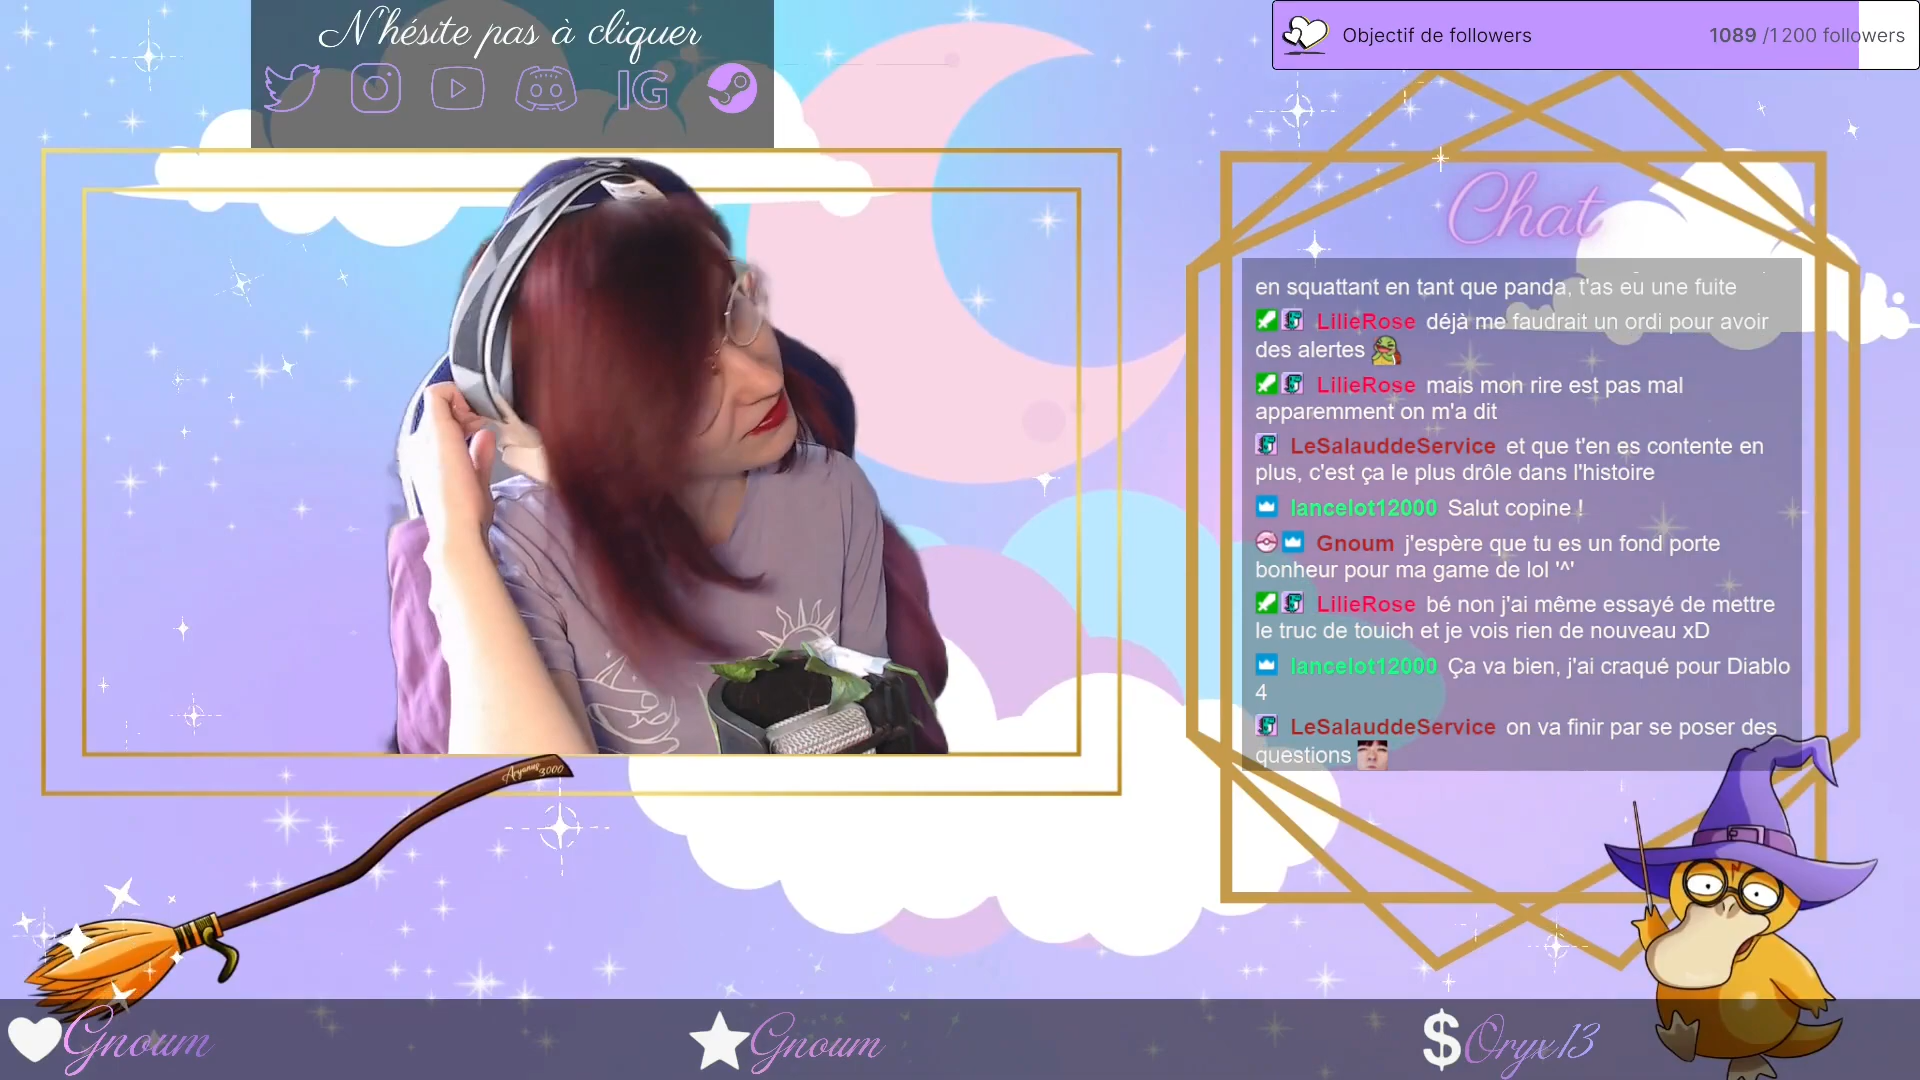 N'hésite pas à cliquer
IG
Objectif de followers
1089 /1200 followers
Chat
en squattant en tant que panda, t'as eu une fuite
LilieRose déjà me faudrait un ordi pour avoir
des alertes
LilieRose mais mon rire est pas mal
apparemment on m'a dit
LeSalauddeService et que t'en es contente en
plus, c'est ça le plus drôle dans l'histoire
lancelot12000 Salut copine !
Gnoum j'espère que tu es un fond porte
bonheur pour ma game de lol '^'
LilieRose bé non j'ai même essayé de mettre
le truc de touich et je vois rien de nouveau xD
lancelot12000 Ça va bien, j'ai craqué pour Diablo
4
LeSalauddeService on va finir par se poser des
questions
Aryanus 3000
Gnoum
Gnoum
$ Oryx13